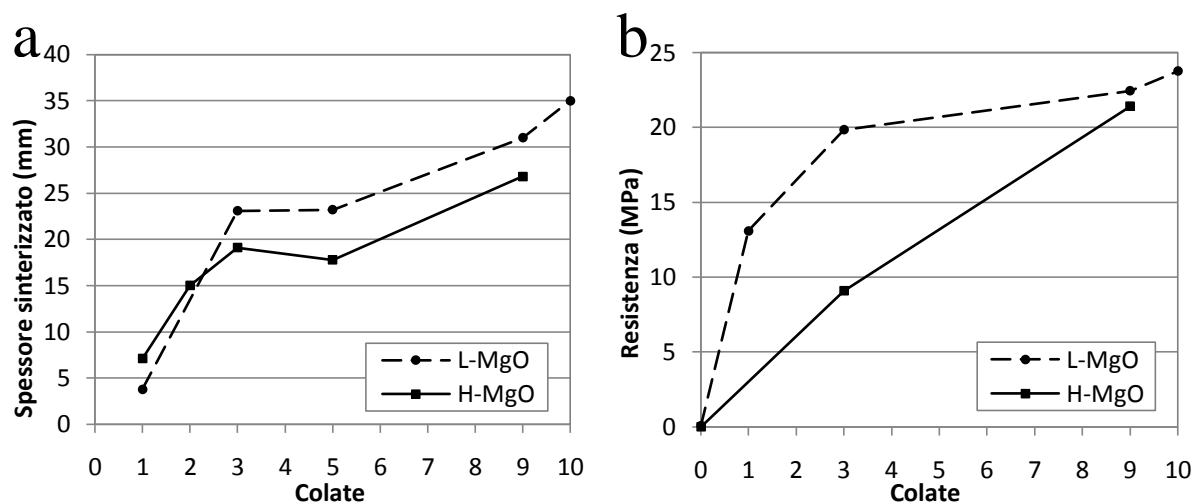 a
40
35
30
25
20
15
10
5
0
Spessore sinterizzato (mm)
L-MgO
H-MgO
0 1 2 3 4 5 6 7 8 9 10
Colate
b
25
20
15
10
5
0
Resistenza (MPa)
L-MgO
H-MgO
0 1 2 3 4 5 6 7 8 9 10
Colate